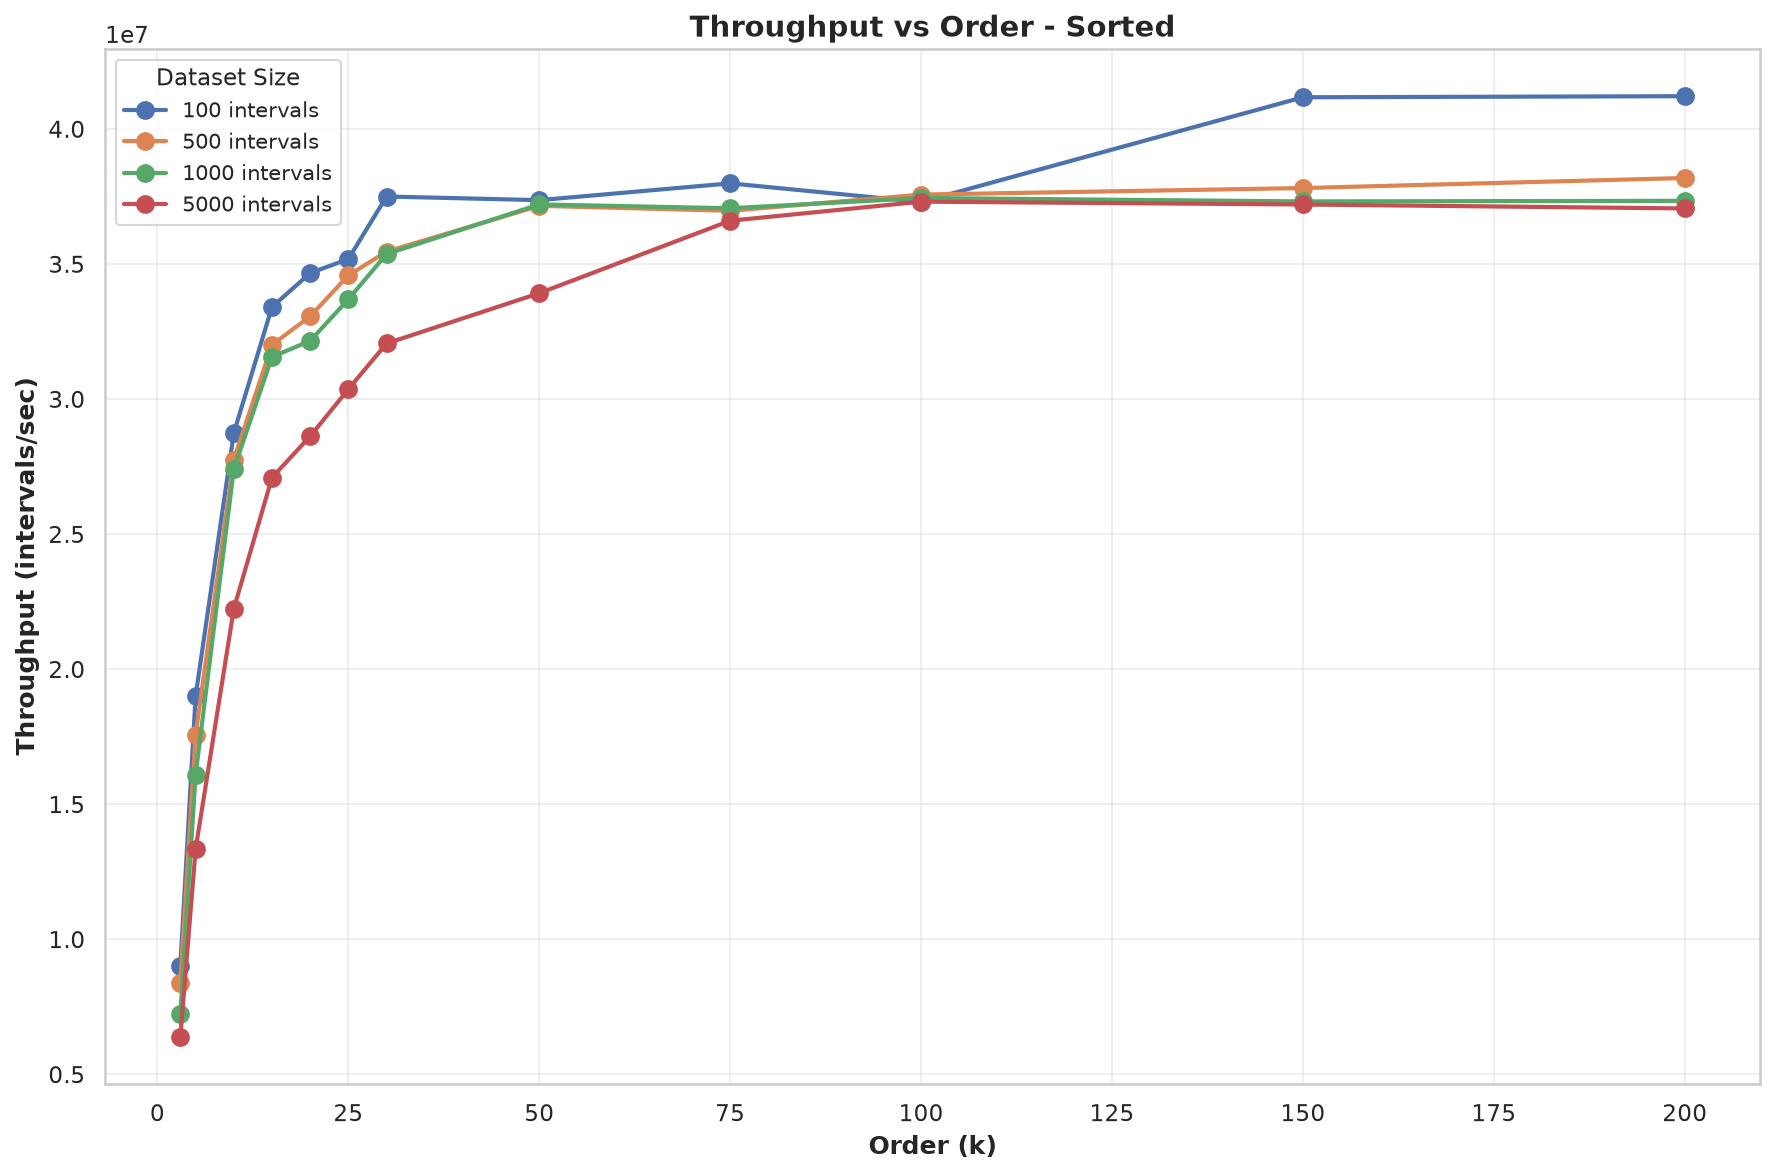 Throughput vs Order - Sorted
1e7
Dataset Size
100 intervals
500 intervals
1000 intervals
5000 intervals
4.0
3.5
3.0
2.5
2.0
1.5
1.0
0.5
Throughput (intervals/sec)
0 25 50 75 100 125 150 175 200
Order (k)